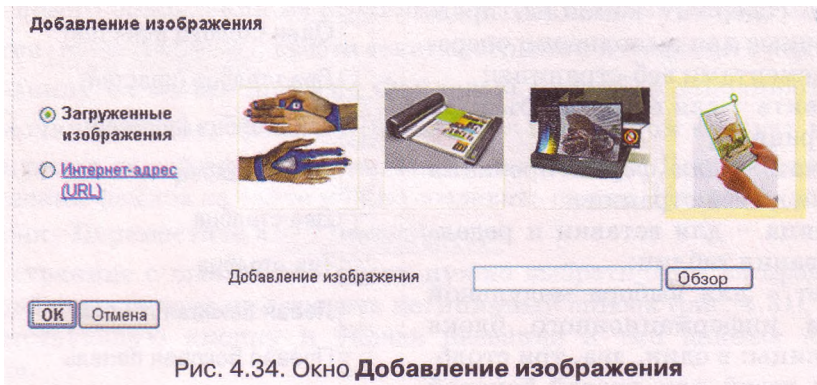 Добавление изображения
Загруженные
изображения
Интернет-адрес
(URL)
Добавление изображения
Обзор
OK
Отмена
Рис. 4.34. Окно Добавление изображения